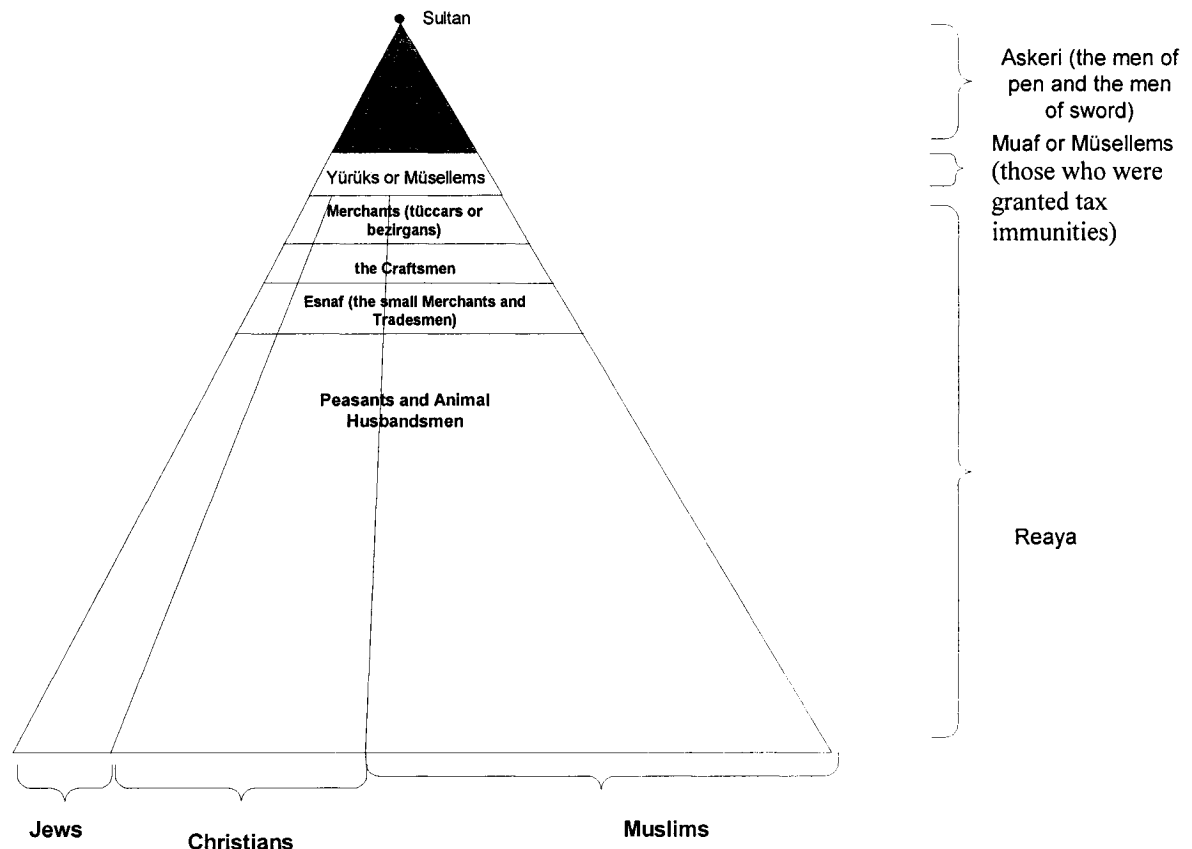 Sultan
Askeri (the men of
pen and the men
of sword)
Muaf or Müsellems
(those who were
granted tax
immunities)
Yürüks or Müsellems
Merchants (tüccars or
bezirgans)
the Craftsmen
Esnaf (the small Merchants and
Tradesmen)
Peasants and Animal
Husbandsmen
Reaya
Jews
Christians
Muslims